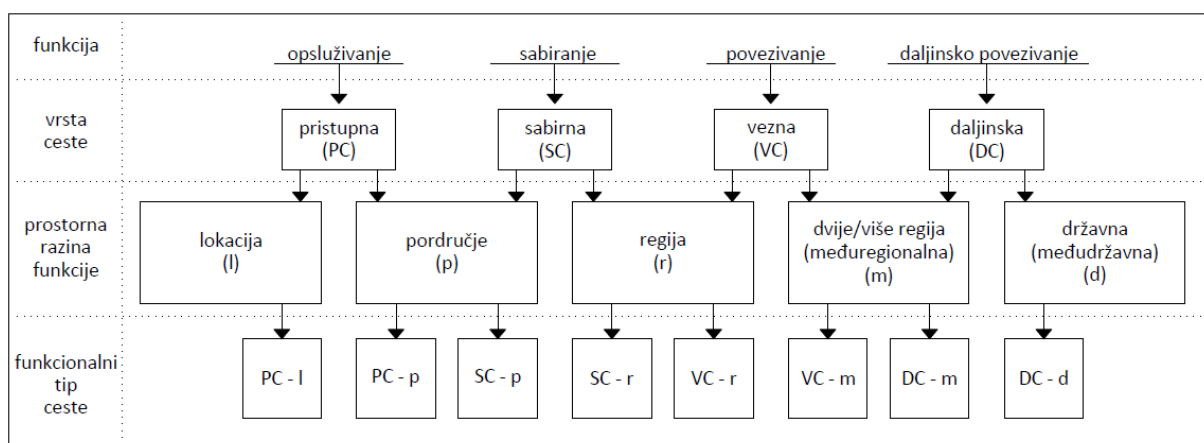 funkcija
opsluživanje
sabiranje
povezivanje
daljinsko povezivanje
vrsta
ceste
pristupna
(PC)
sabirna
(SC)
vezna
(VC)
daljinska
(DC)
prostorna
razina
funkcije
lokacija
(l)
pordručje
(p)
regija
(r)
dvije/više regija
(međuregionalna)
(m)
državna
(međudržavna)
(d)
funkcionalni
tip
ceste
PC - l
PC - p
SC - p
SC - r
VC - r
VC - m
DC - m
DC - d